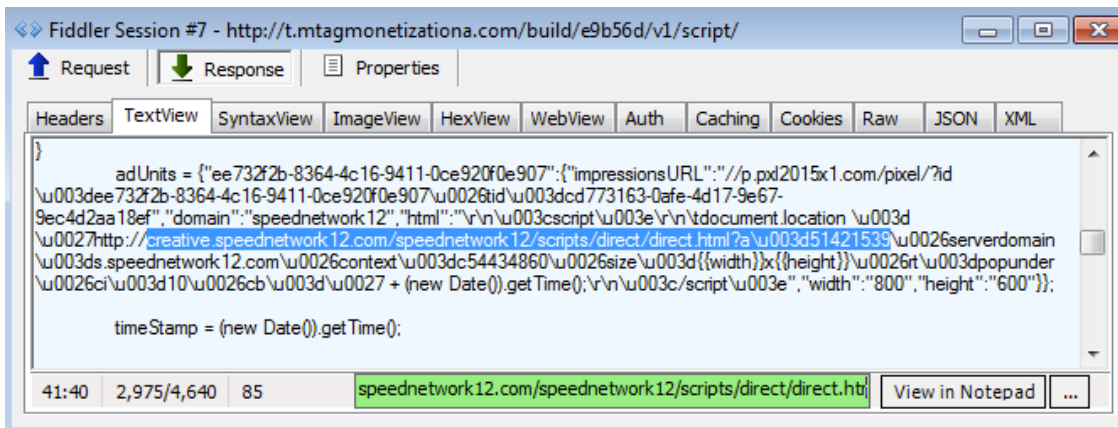 Fiddler Session #7 - http://t.mtagmonetizationa.com/build/e9b56d/v1/script/
Request Response Properties
Headers TextView SyntaxView ImageView HexView WebView Auth Caching Cookies Raw JSON XML
}
adUnits = {"ee732f2b-8364-4c16-9411-0ce920f0e907":{"impressionsURL":"//p.pxl2015x1.com/pixel/?id
\u003dee732f2b-8364-4c16-9411-0ce920f0e907\u0026tid\u003dcd773163-0afe-4d17-9e67-
9ec4d2aa18ef","domain":"speednetwork12","html":"\r\n\u003cscript\u003e\r\n\tdocument.location \u003d
\u0027http://creative.speednetwork12.com/speednetwork12/scripts/direct/direct.html?a\u003d51421539\u0026serverdomain
\u003ds.speednetwork12.com\u0026context\u003dc54434860\u0026size\u003d{{width}}x{{height}}\u0026rt\u003dpopunder
\u0026ci\u003d10\u0026cb\u003d\u0027 + (new Date()).getTime();\r\n\u003c/script\u003e","width":"800","height":"600"}};
timeStamp = (new Date()).getTime();
41:40 2,975/4,640 85 speednetwork12.com/speednetwork12/scripts/direct/direct.htm View in Notepad ...